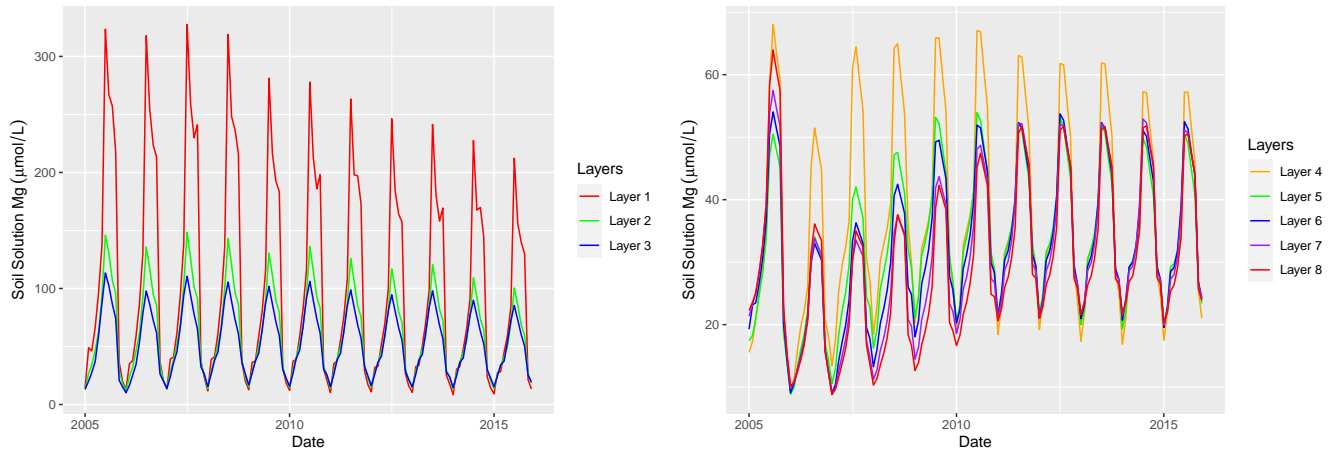 Soil Solution Mg (μmol/L)
300
200
100
0
2005
2010
2015
Date
Layers
Layer 1
Layer 2
Layer 3
Soil Solution Mg (μmol/L)
60
40
20
2005
2010
2015
Date
Layers
Layer 4
Layer 5
Layer 6
Layer 7
Layer 8